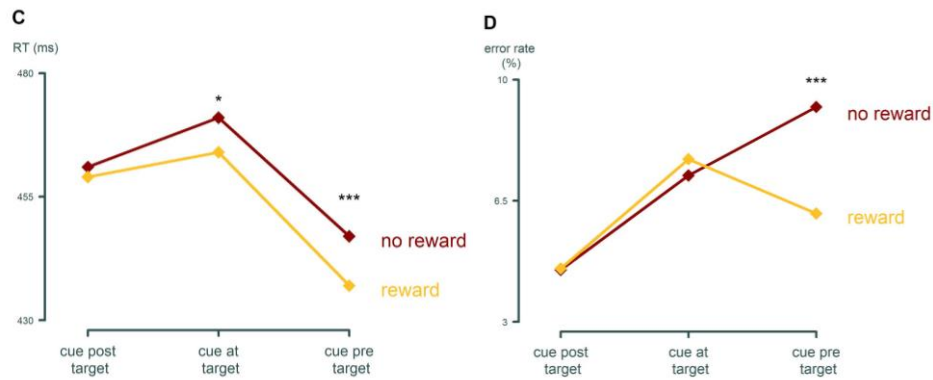 C
RT (ms)
480
*
455
***
no reward
reward
430
cue post
target
cue at
target
cue pre
target
D
error rate
(%)
10
***
no reward
6.5
reward
3
cue post
target
cue at
target
cue pre
target